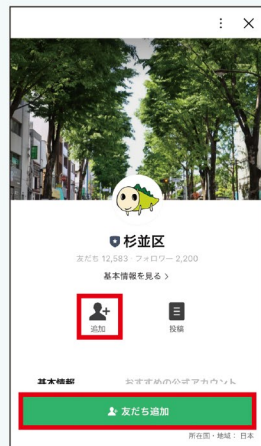 杉並区
友だち 12,583 フォロワー 2,200
基本情報を見る >
追加
投稿
基本情報
おすすめの公式アカウント
友だち追加
所在国・地域： 日本